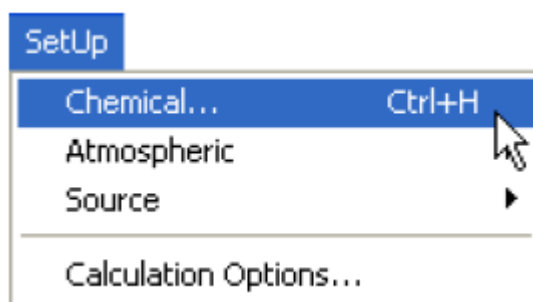 SetUp
Chemical... Ctrl+H
Atmospheric
Source
Calculation Options...